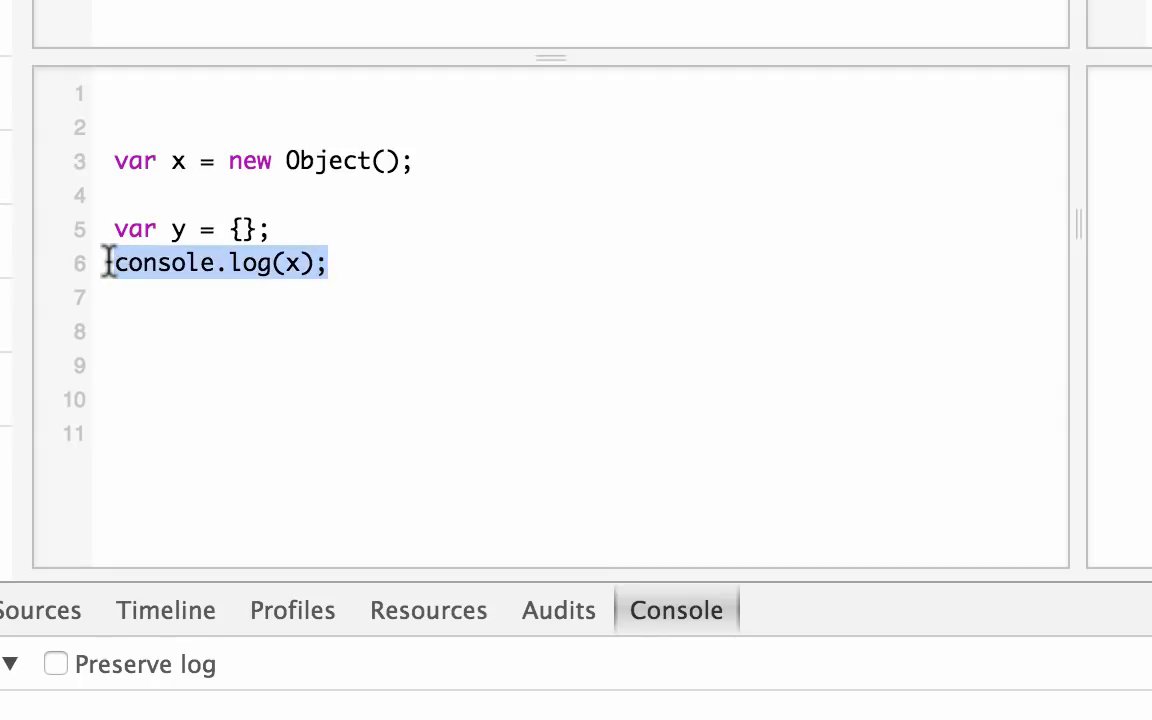 1
2
3 var x = new Object();
4
5 var y = {};
6 console.log(x);
7
8
9
10
11
Sources Timeline Profiles Resources Audits Console
Preserve log